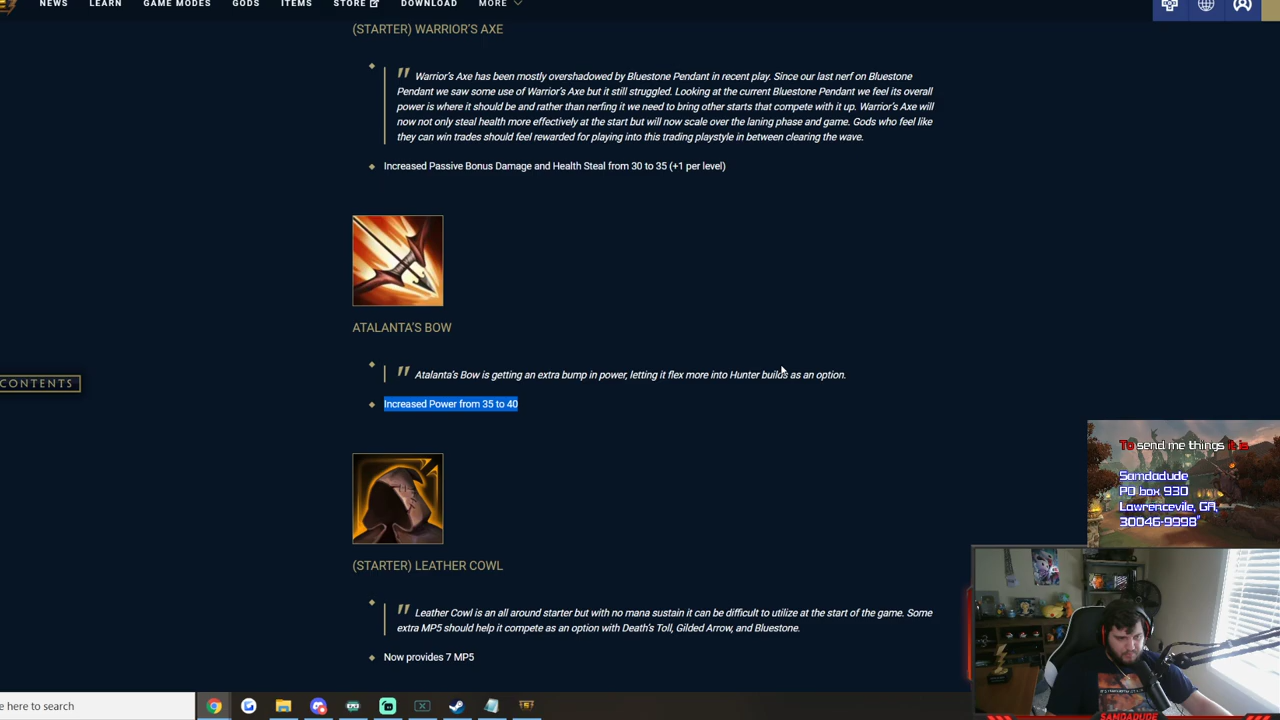 NEWS LEARN GAME MODES GODS ITEMS STORE DOWNLOAD MORE
(STARTER) WARRIOR'S AXE
" Warrior's Axe has been mostly overshadowed by Bluestone Pendant in recent play. Since our last nerf on Bluestone
Pendant we saw some use of Warrior's Axe but it still struggled. Looking at the current Bluestone Pendant we feel its overall
power is where it should be and rather than nerfing it we need to bring other starts that compete with it up. Warrior's Axe will
now not only steal health more effectively at the start but will now scale over the laning phase and game. Gods who feel like
they can win trades should feel rewarded for playing into this trading playstyle in between clearing the wave.
Increased Passive Bonus Damage and Health Steal from 30 to 35 (+1 per level)
ATALANTA'S BOW
" Atalanta's Bow is getting an extra bump in power, letting it flex more into Hunter builds as an option.
Increased Power from 35 to 40
CONTENTS
(STARTER) LEATHER COWL
" Leather Cowl is an all around starter but with no mana sustain it can be difficult to utilize at the start of the game. Some
extra MP5 should help it compete as an option with Death's Toll, Gilded Arrow, and Bluestone.
Now provides 7 MP5
To send me things it is
Samdadude
PO box 930
Lawrencevile, GA,
30046-9998"
SAMDADUDE
e here to search